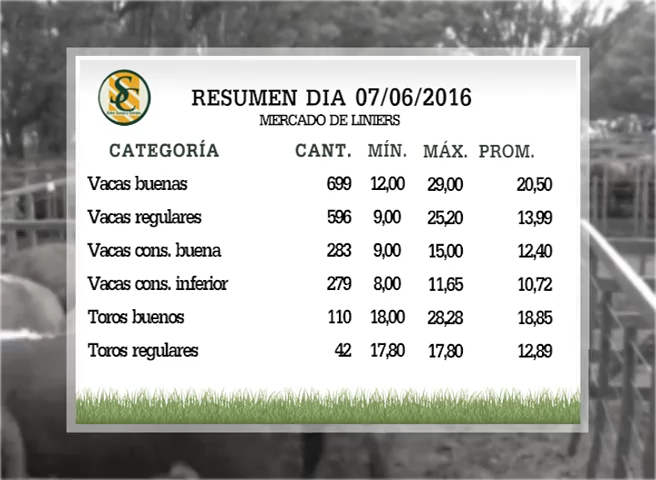 SC
RESUMEN DIA 07/06/2016
MERCADO DE LINIERS
CATEGORÍA CANT. MÍN. MÁX. PROM.
Vacas buenas 699 12,00 29,00 20,50
Vacas regulares 596 9,00 25,20 13,99
Vacas cons. buena 283 9,00 15,00 12,40
Vacas cons. inferior 279 8,00 11,65 10,72
Toros buenos 110 18,00 28,28 18,85
Toros regulares 42 17,80 17,80 12,89